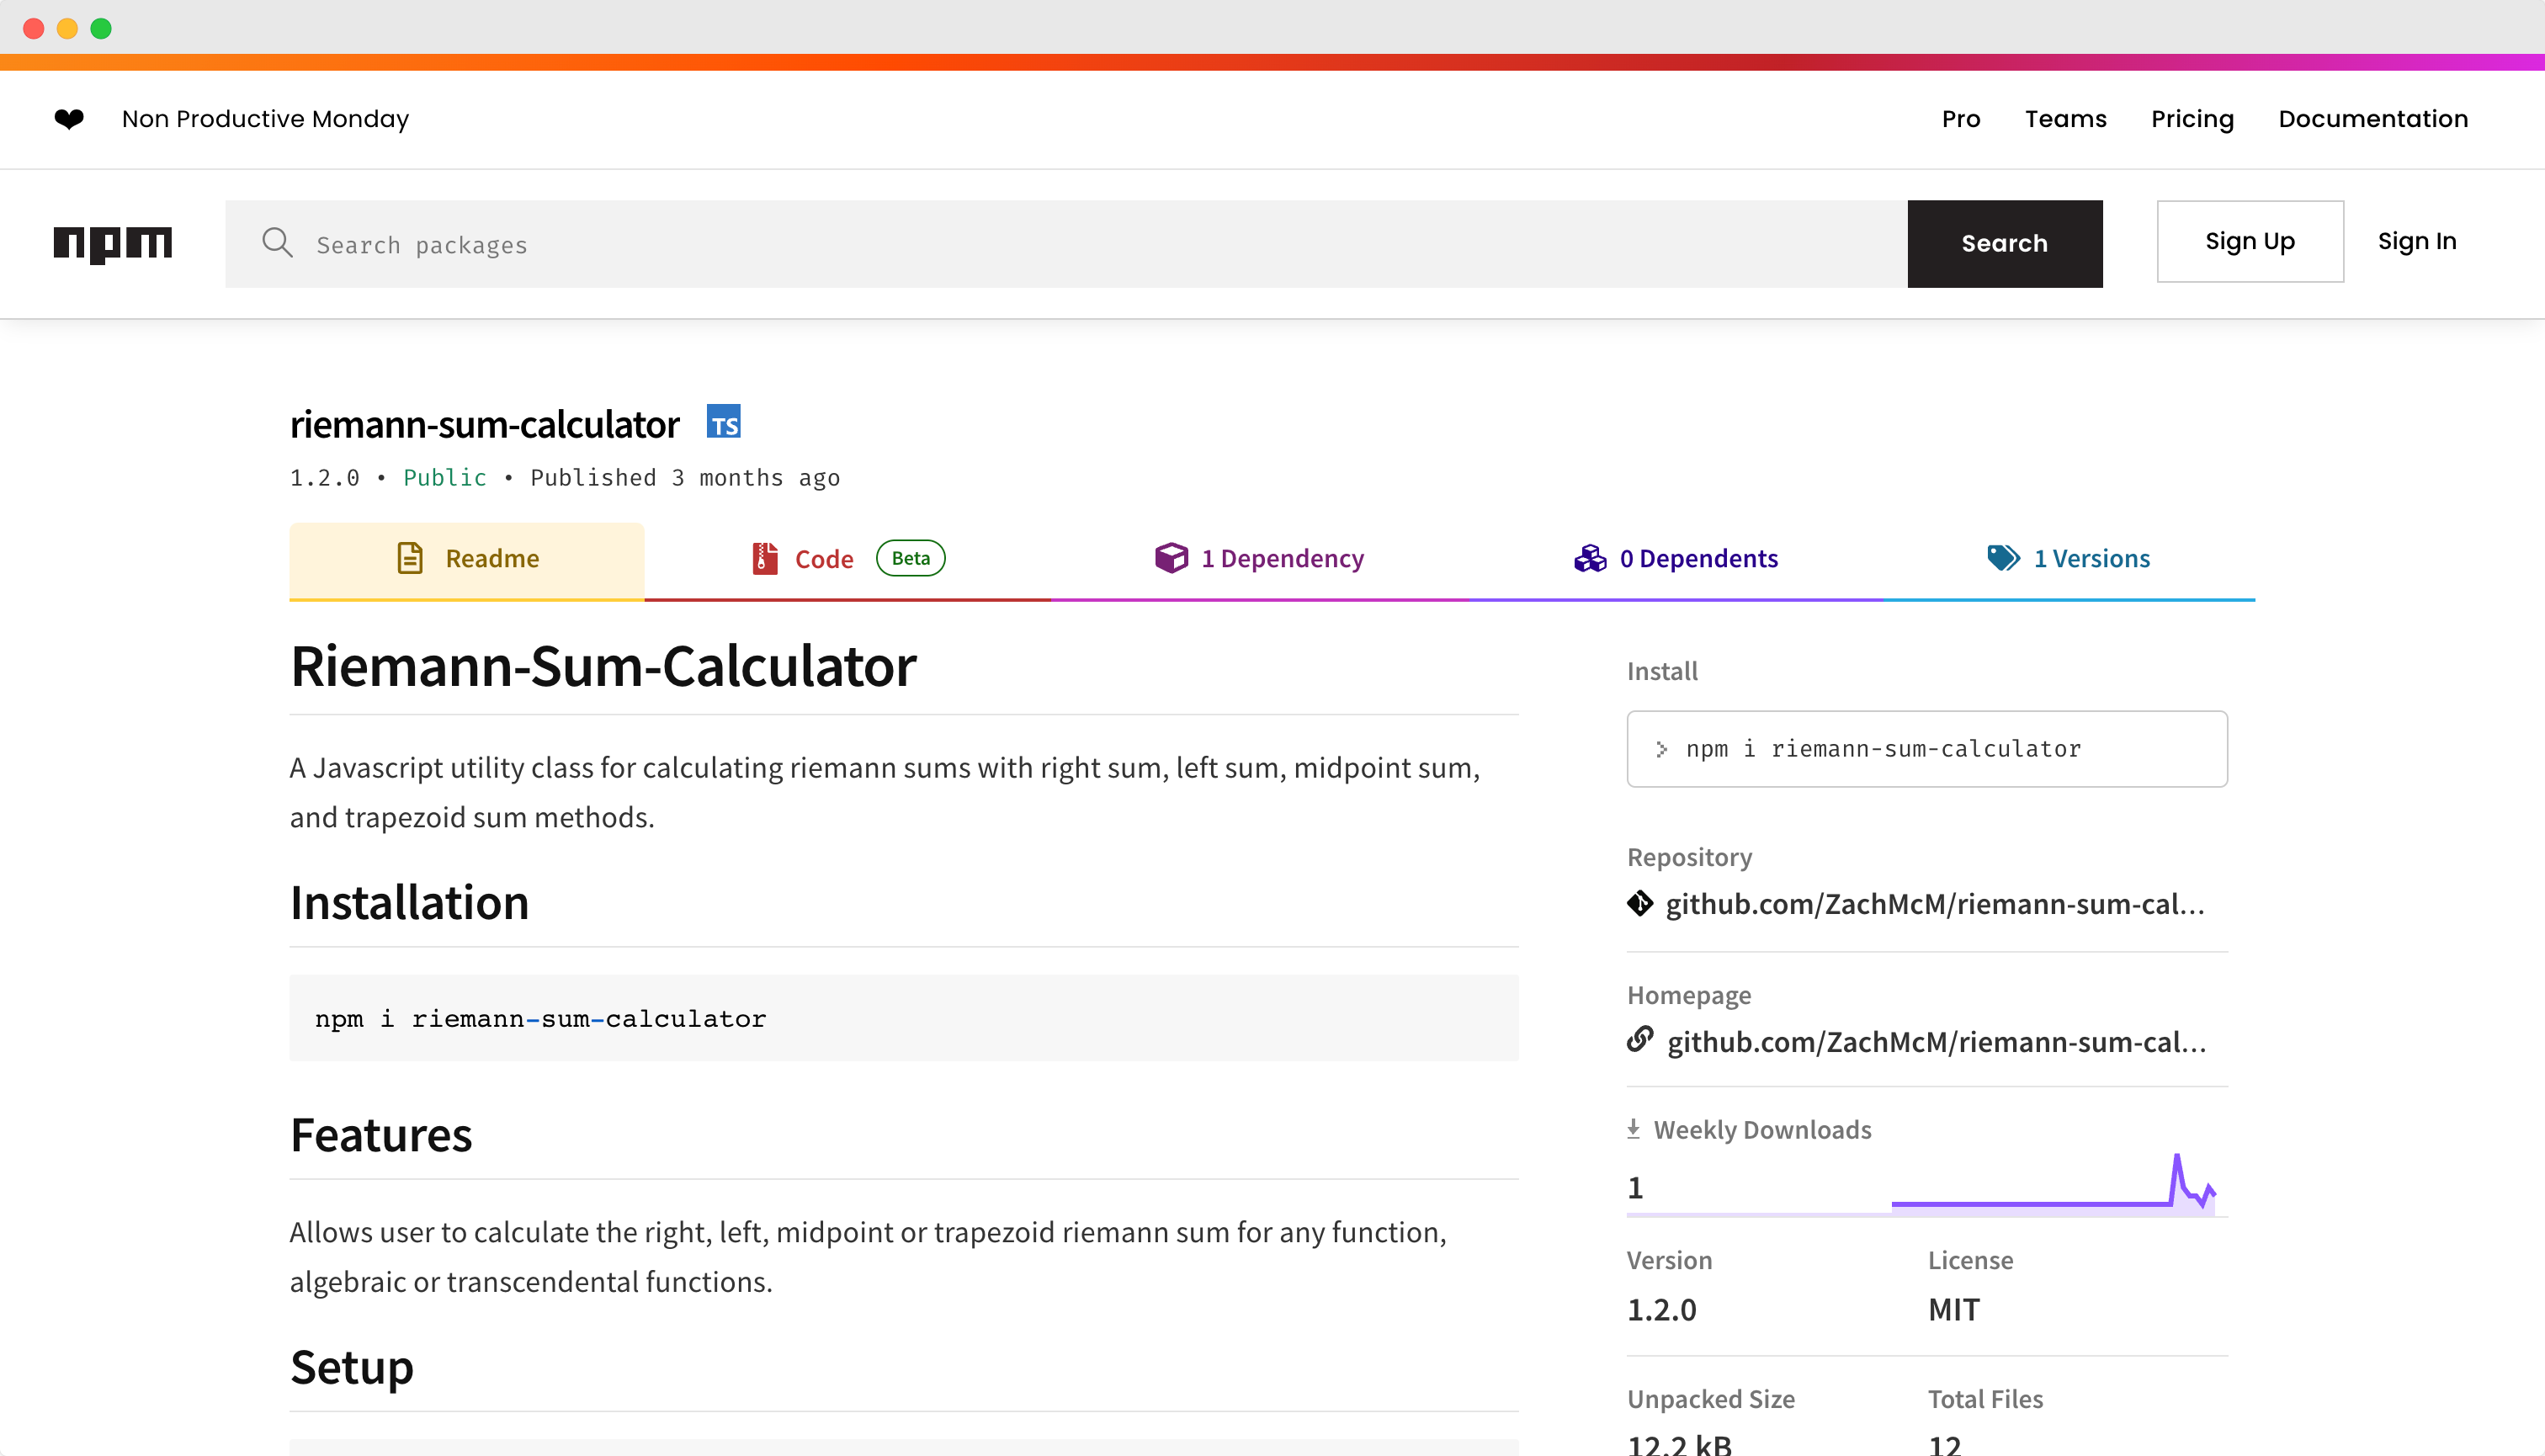 Non Productive Monday
Pro Teams Pricing Documentation
npm
Search packages
Search
Sign Up
Sign In
riemann-sum-calculator TS
1.2.0 • Public • Published 3 months ago
Readme
Code Beta
1 Dependency
0 Dependents
1 Versions
Riemann-Sum-Calculator
A Javascript utility class for calculating riemann sums with right sum, left sum, midpoint sum,
and trapezoid sum methods.
Installation
npm i riemann-sum-calculator
Features
Allows user to calculate the right, left, midpoint or trapezoid riemann sum for any function,
algebraic or transcendental functions.
Setup
Install
> npm i riemann-sum-calculator
Repository
github.com/ZachMcM/riemann-sum-cal...
Homepage
github.com/ZachMcM/riemann-sum-cal...
Weekly Downloads
1
Version License
1.2.0 MIT
Unpacked Size Total Files
12.2 kB 12